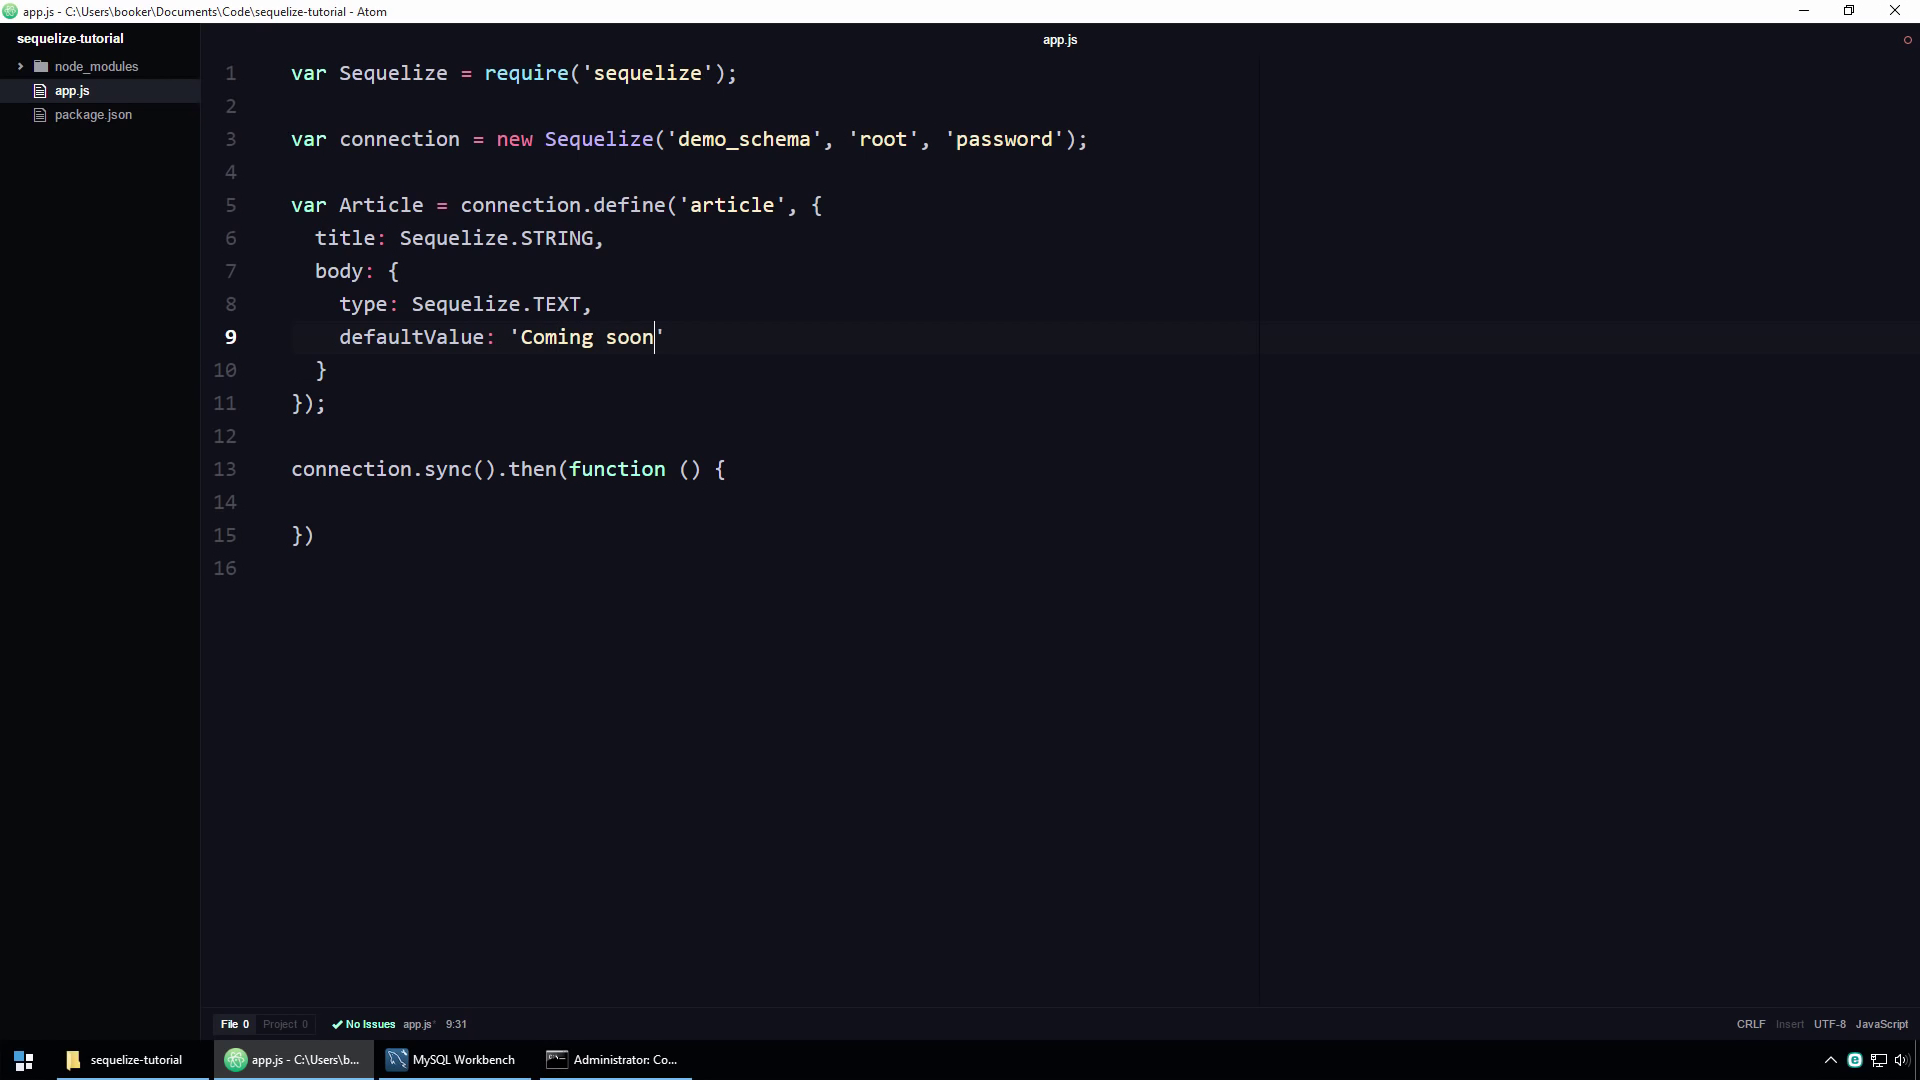 app.js - C:\Users\booker\Documents\Code\sequelize-tutorial - Atom
sequelize-tutorial
node_modules
app.js
package.json
app.js
1 var Sequelize = require('sequelize');
2
3 var connection = new Sequelize('demo_schema', 'root', 'password');
4
5 var Article = connection.define('article', {
6   title: Sequelize.STRING,
7   body: {
8     type: Sequelize.TEXT,
9     defaultValue: 'Coming soon'
10   }
11 });
12
13 connection.sync().then(function () {
14
15 })
16
File 0 Project 0 No Issues app.js* 9:31 CRLF Insert UTF-8 JavaScript
sequelize-tutorial app.js - C:\Users\b... MySQL Workbench Administrator: Co...